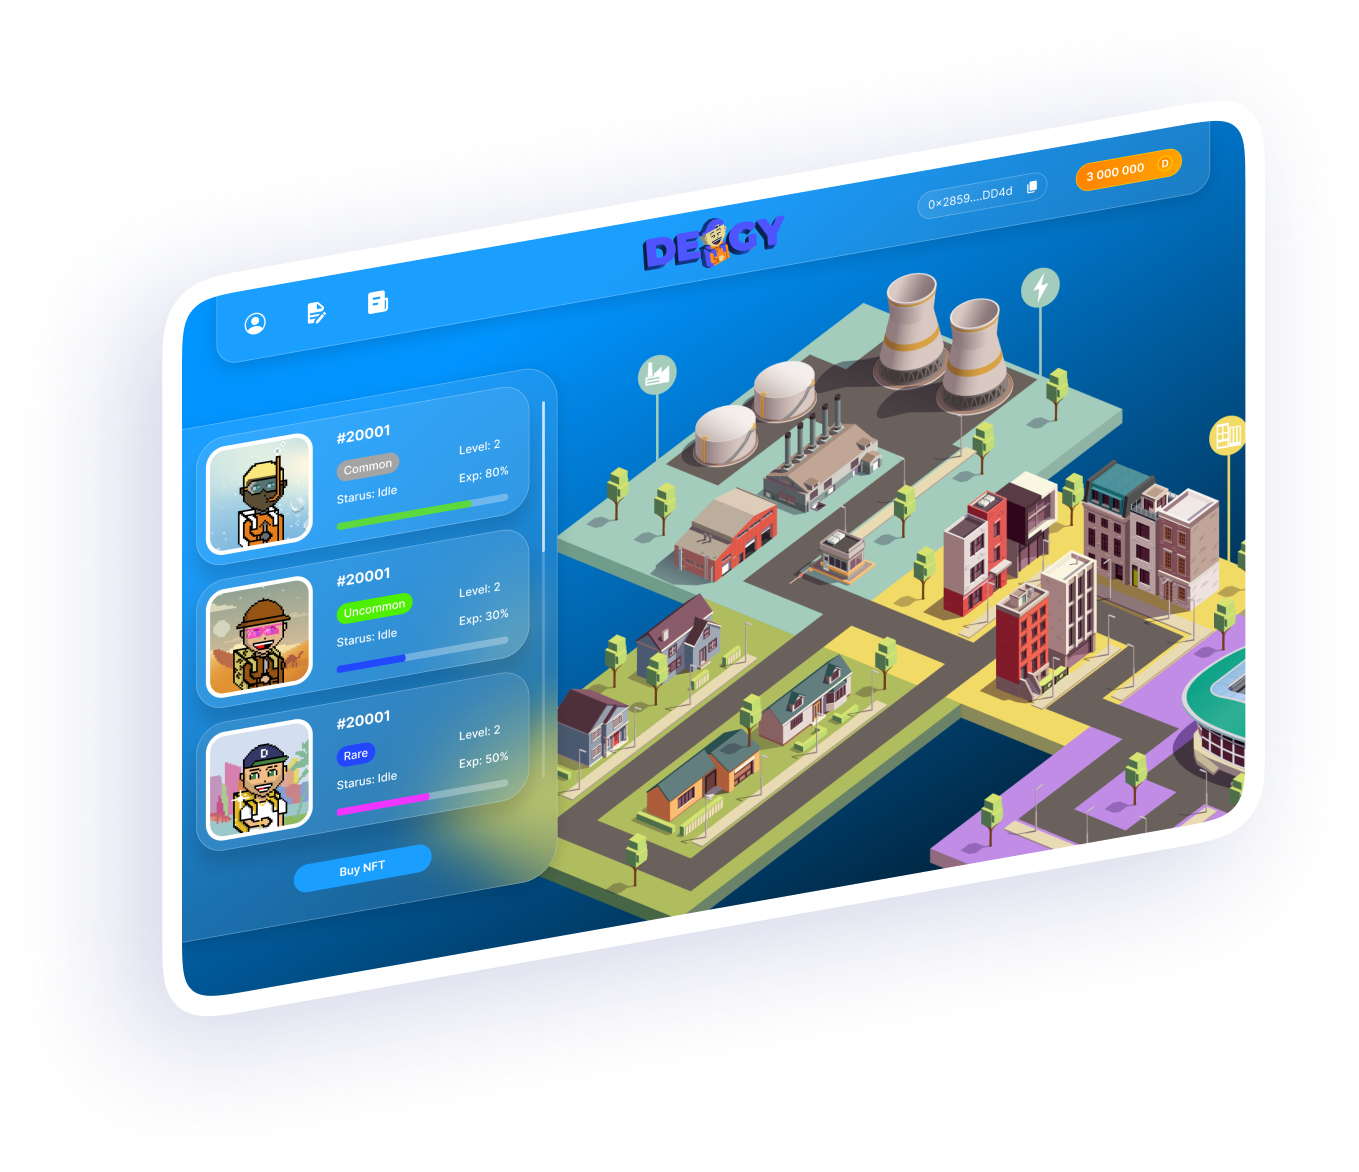 DEGGY
0×2859....DD4d
3 000 000 D
#20001
Common
Level: 2
Starus: Idle
Exp: 80%
#20001
Uncommon
Level: 2
Starus: Idle
Exp: 30%
#20001
D
Rare
Level: 2
Starus: Idle
Exp: 50%
Buy NFT